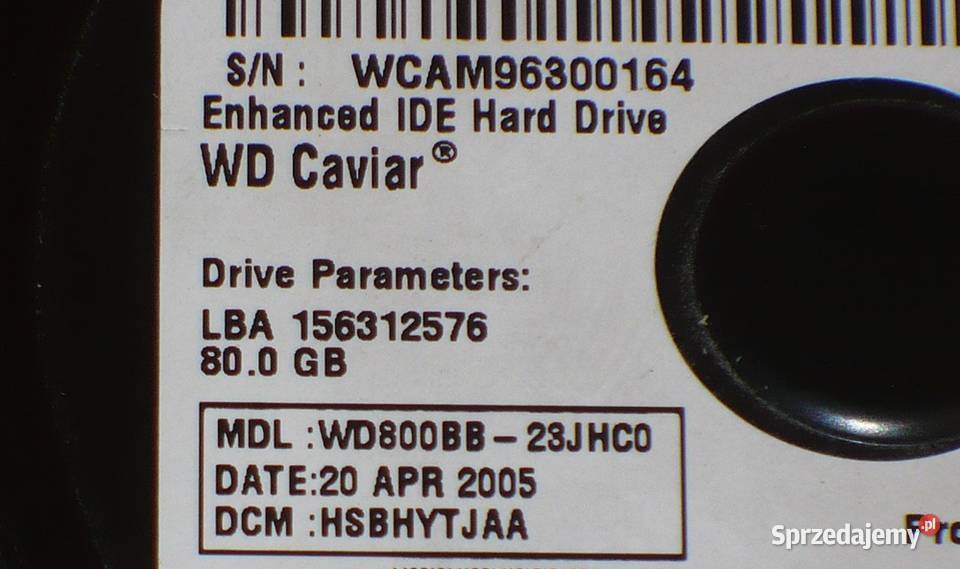 S/N : WCAM96300164
Enhanced IDE Hard Drive
WD Caviar®
Drive Parameters:
LBA 156312576
80.0 GB
MDL :WD800BB – 23JHC0
DATE:20 APR 2005
DCM :HSBHYTJAA
Sprzedajemy.pl